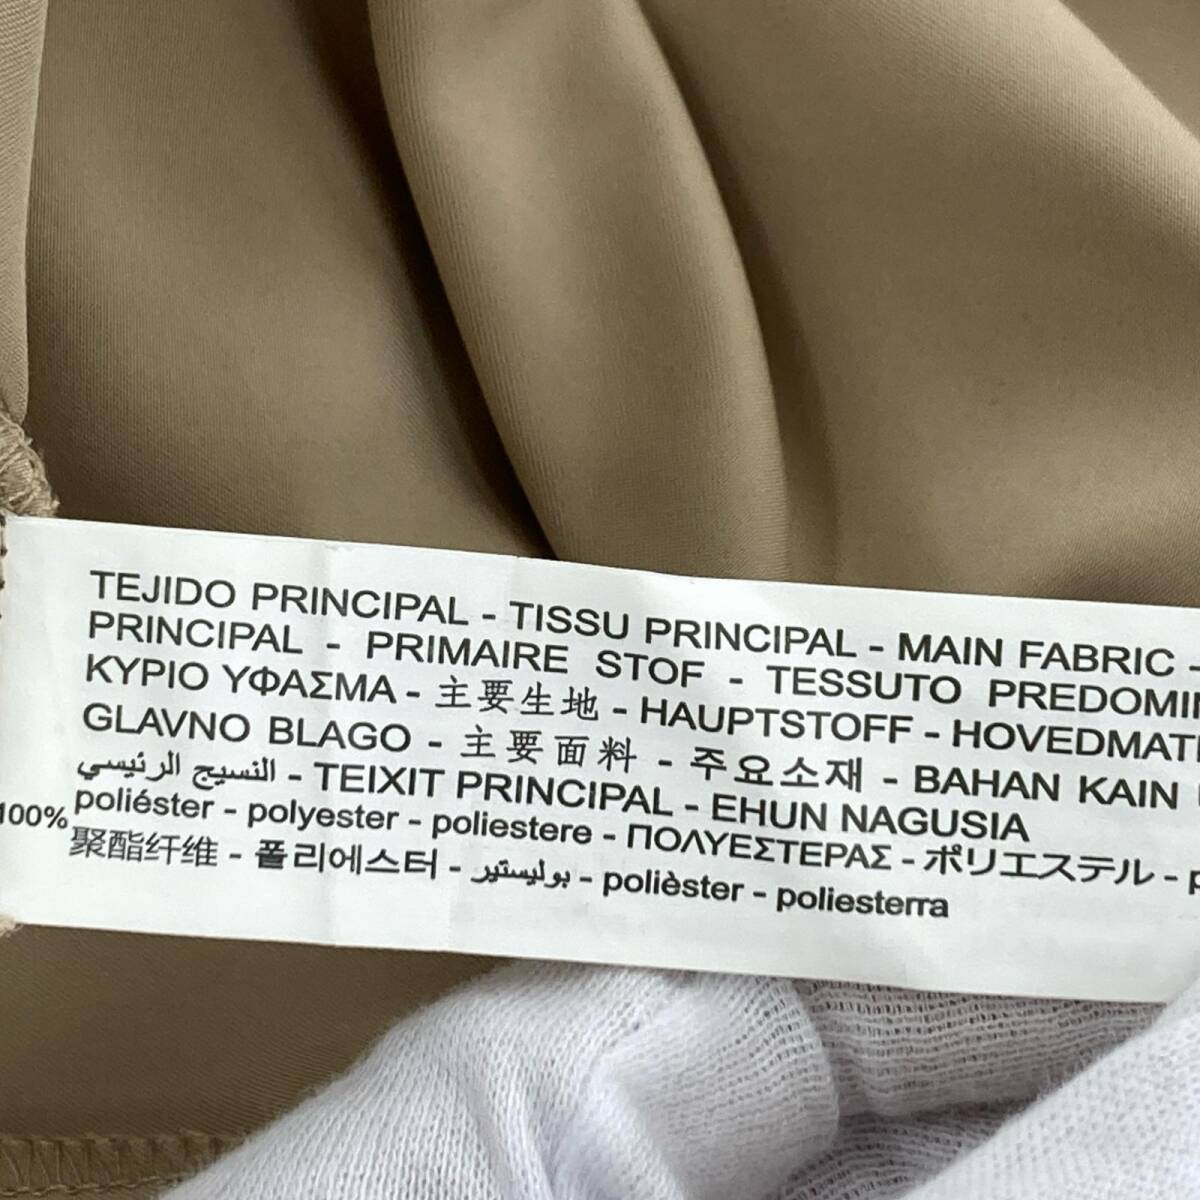 TEJIDO PRINCIPAL - TISSU PRINCIPAL - MAIN FABRIC -
PRINCIPAL - PRIMAIRE STOF - TESSUTO
ΚΥΡΙΟ ΥΦΑΣΜΑ - 主要生地 - HAUPTSTOFF -
GLAVNO BLAGO - 主要面料 - 주요소재 - BAHAN KAIN
النسيج الرئيسي - TEIXIT PRINCIPAL - EHUN NAGUSIA
100% poliéster - polyester - poliestere - ΠΟΛΥΕΣΤΕΡΑΣ - ポリエステル -
聚酯纤维 - 폴리에스터 - بوليستير - polièster - poliesterra